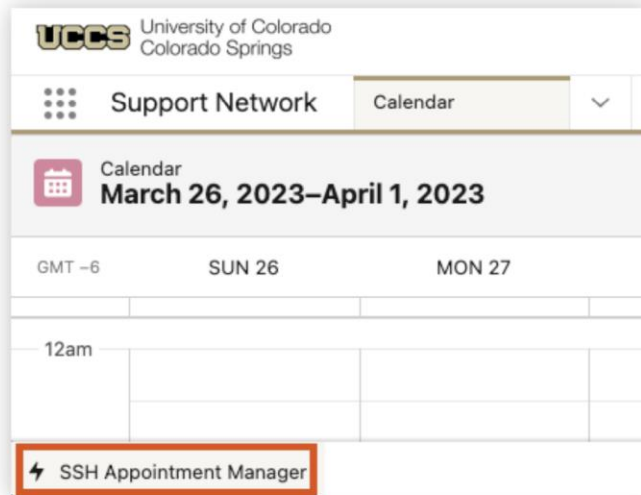 UCCS University of Colorado
Colorado Springs
Support Network Calendar
Calendar
March 26, 2023–April 1, 2023
GMT −6 SUN 26 MON 27
12am
SSH Appointment Manager